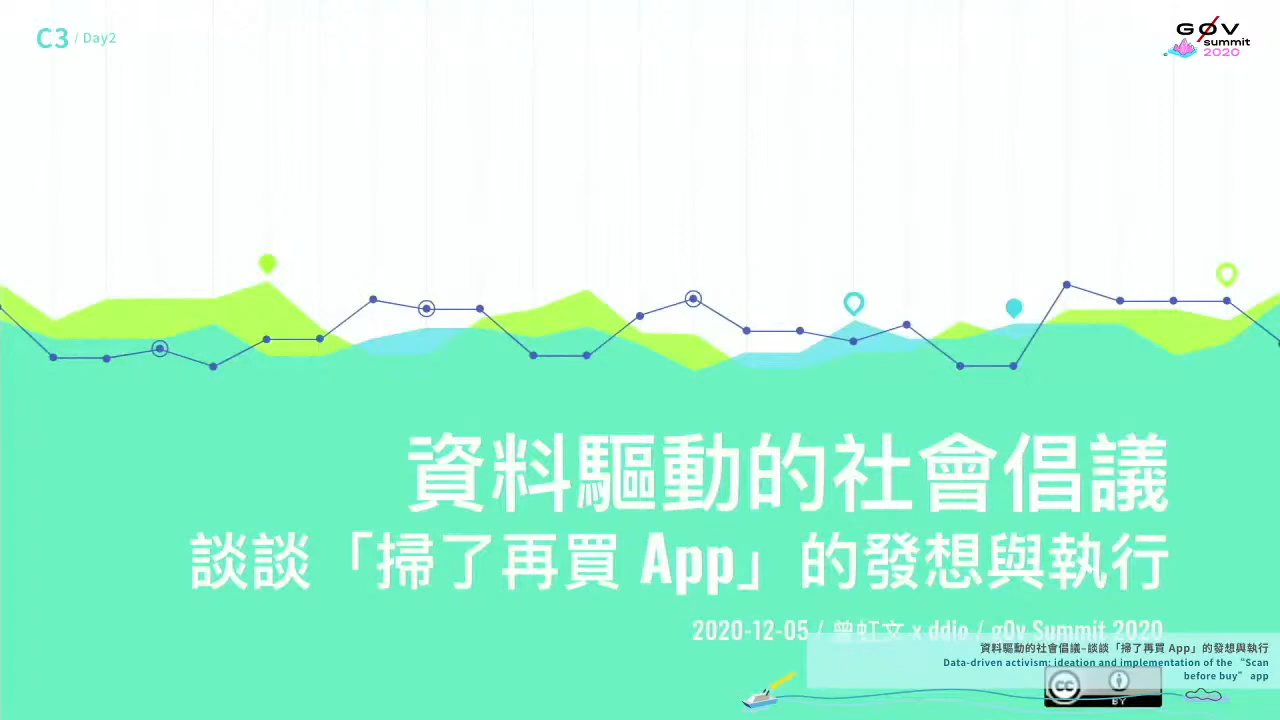 C3 / Day2
GØV
summit
2020
資料驅動的社會倡議
談談「掃了再買 App」的發想與執行
2020-12-05 / 曾虹文 x ddio / g0v Summit 2020
資料驅動的社會倡議–談談「掃了再買 App」的發想與執行
Data-driven activism: ideation and implementation of the “Scan
before buy” app
cc
BY